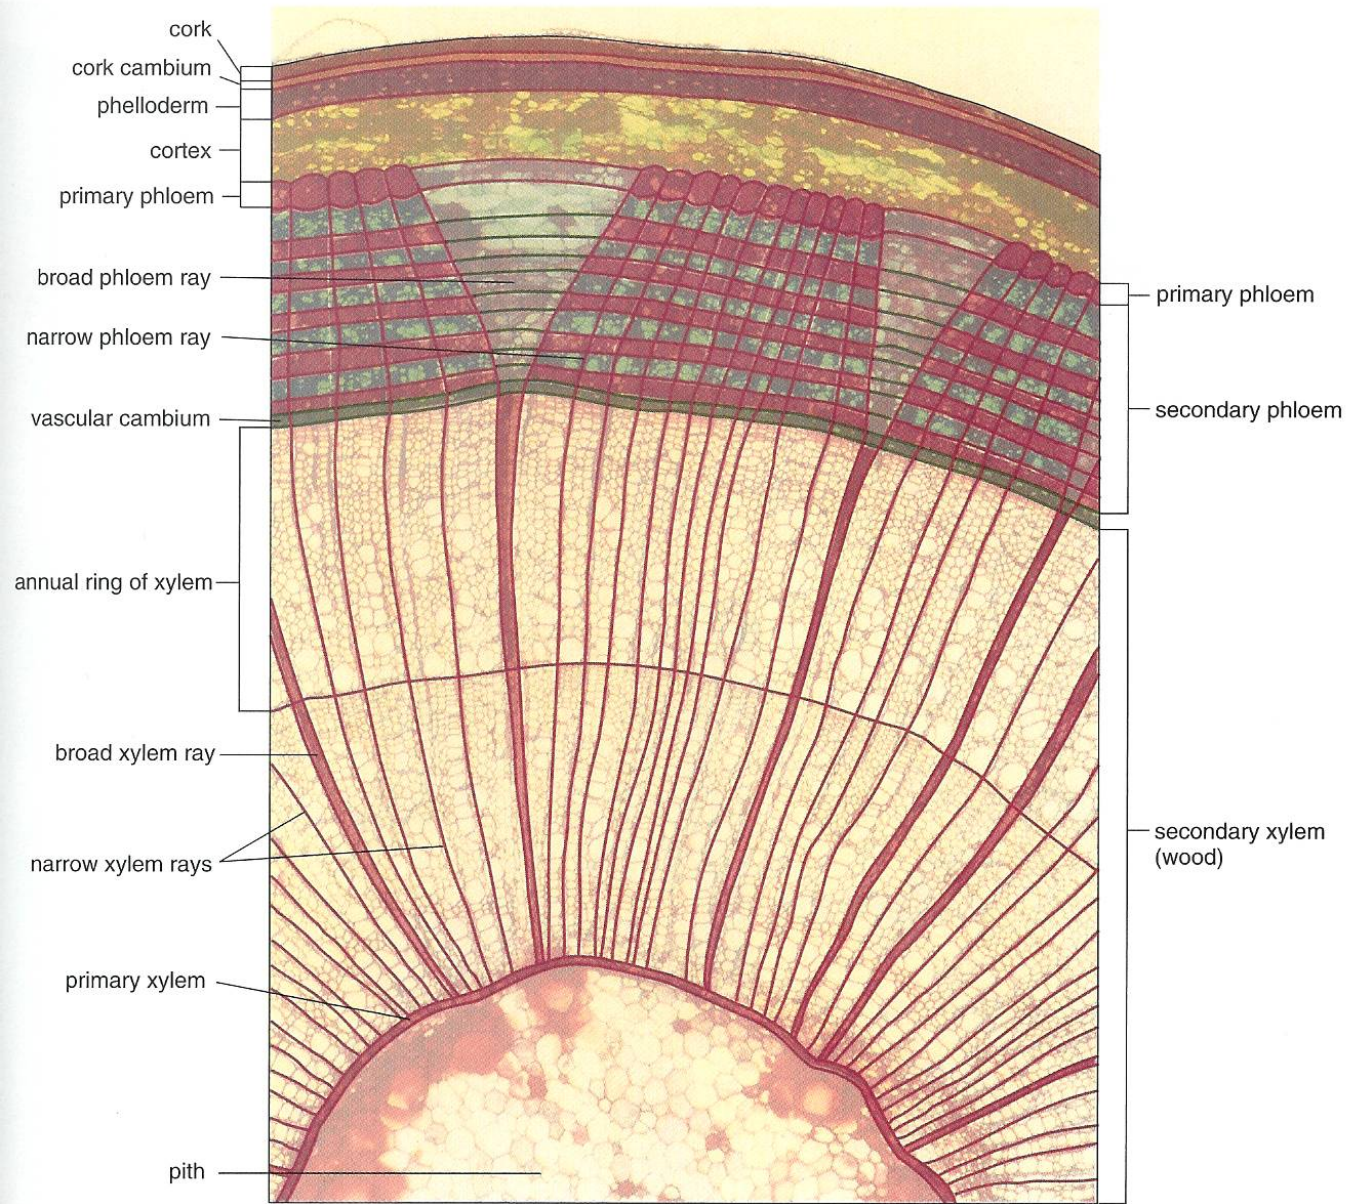 cork
cork cambium
phelloderm
cortex
primary phloem
broad phloem ray
narrow phloem ray
vascular cambium
annual ring of xylem
broad xylem ray
narrow xylem rays
primary xylem
pith
primary phloem
secondary phloem
secondary xylem
(wood)